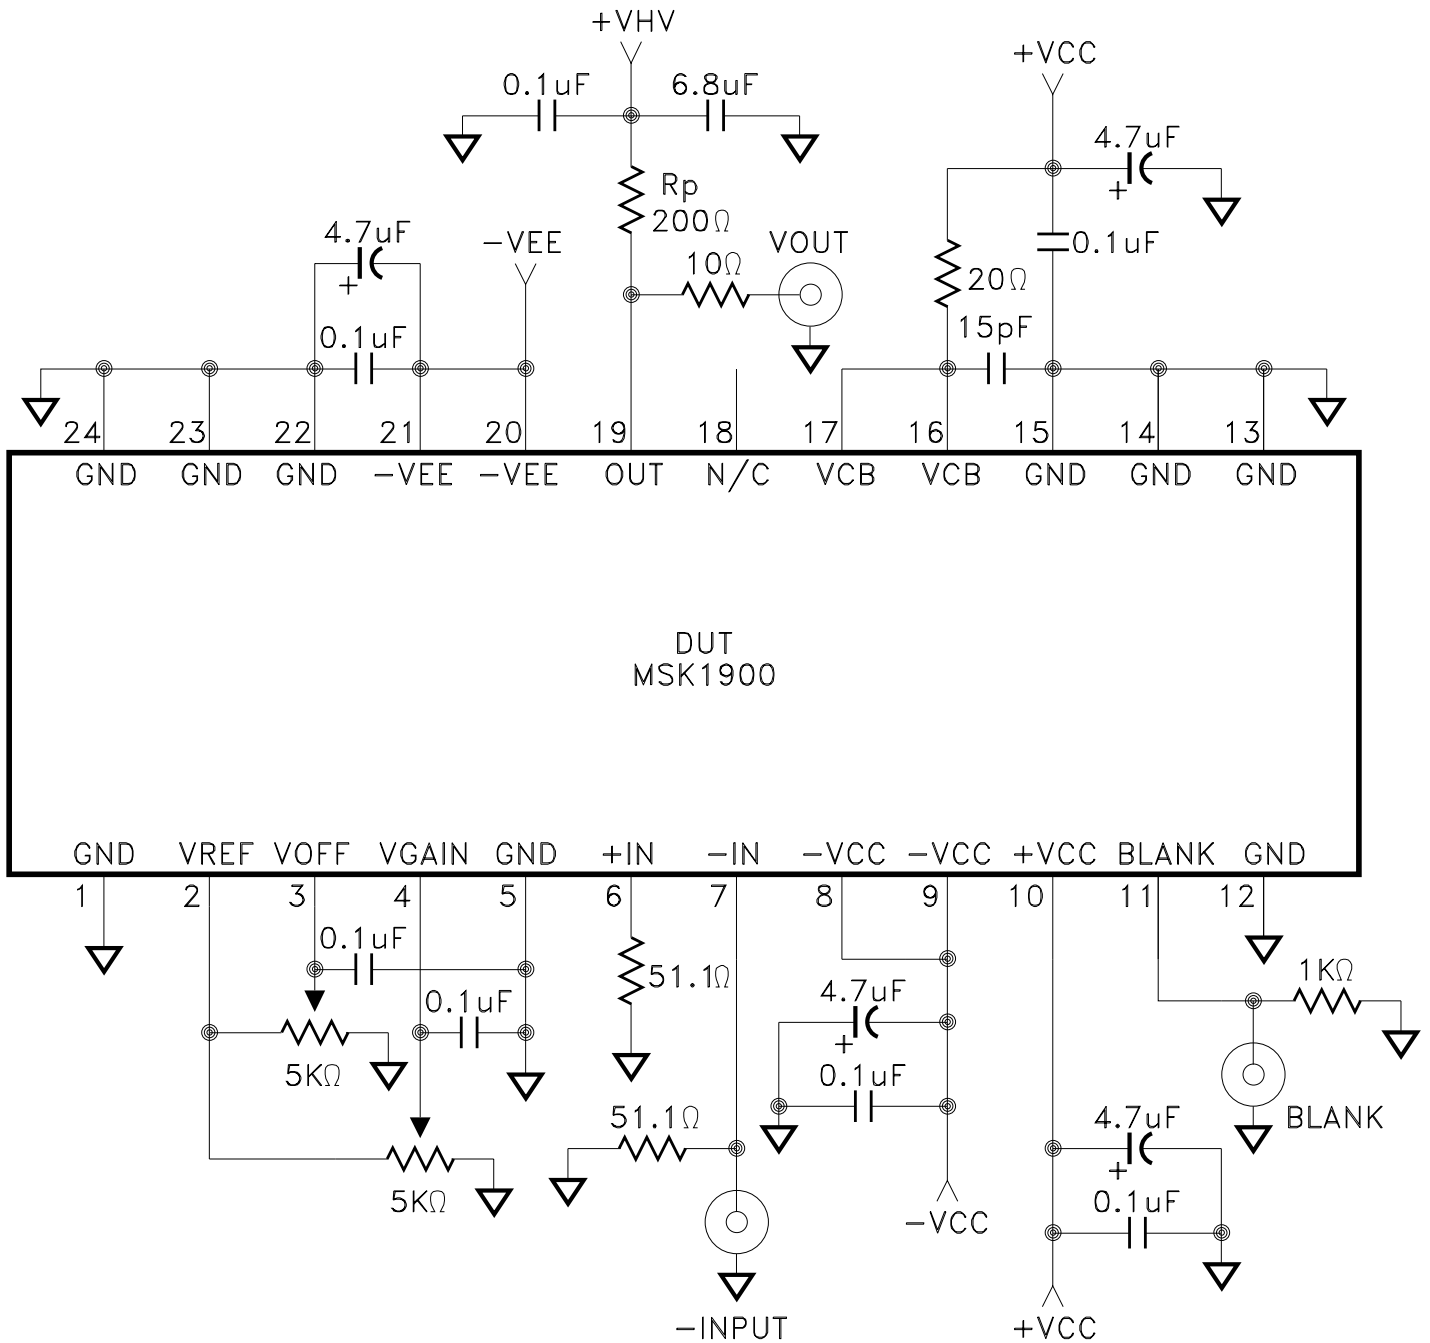 +VHV
+VCC
0.1uF
6.8uF
4.7uF
+
Rp
200Ω
4.7uF
+
-VEE
VOUT
10Ω
0.1uF
20Ω
0.1uF
15pF
24 23 22 21 20 19 18 17 16 15 14 13
GND GND GND -VEE -VEE OUT N/C VCB VCB GND GND GND
DUT
MSK1900
GND VREF VOFF VGAIN GND +IN -IN -VCC -VCC +VCC BLANK GND
1 2 3 4 5 6 7 8 9 10 11 12
0.1uF
51.1Ω
1KΩ
0.1uF
4.7uF
+
5KΩ
0.1uF
51.1Ω
BLANK
4.7uF
+
5KΩ
0.1uF
-VCC
-INPUT
+VCC